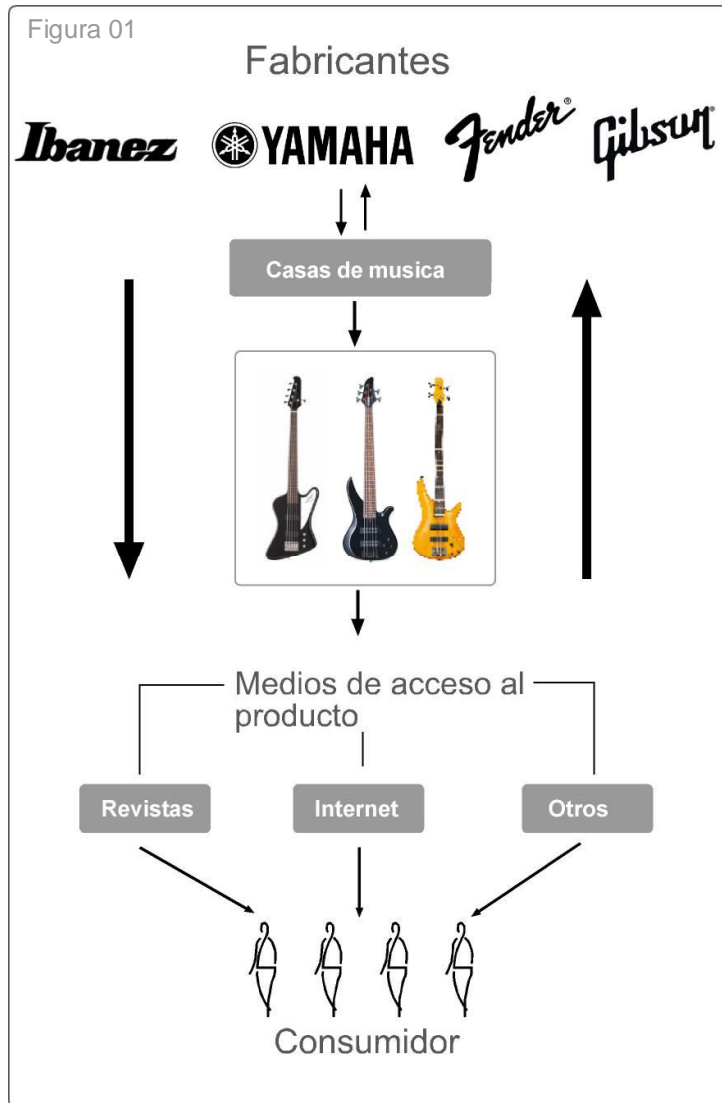 Figura 01
Fabricantes
Ibanez YAMAHA Fender® Gibson®
Casas de musica
Medios de acceso al
producto
Revistas Internet Otros
Consumidor